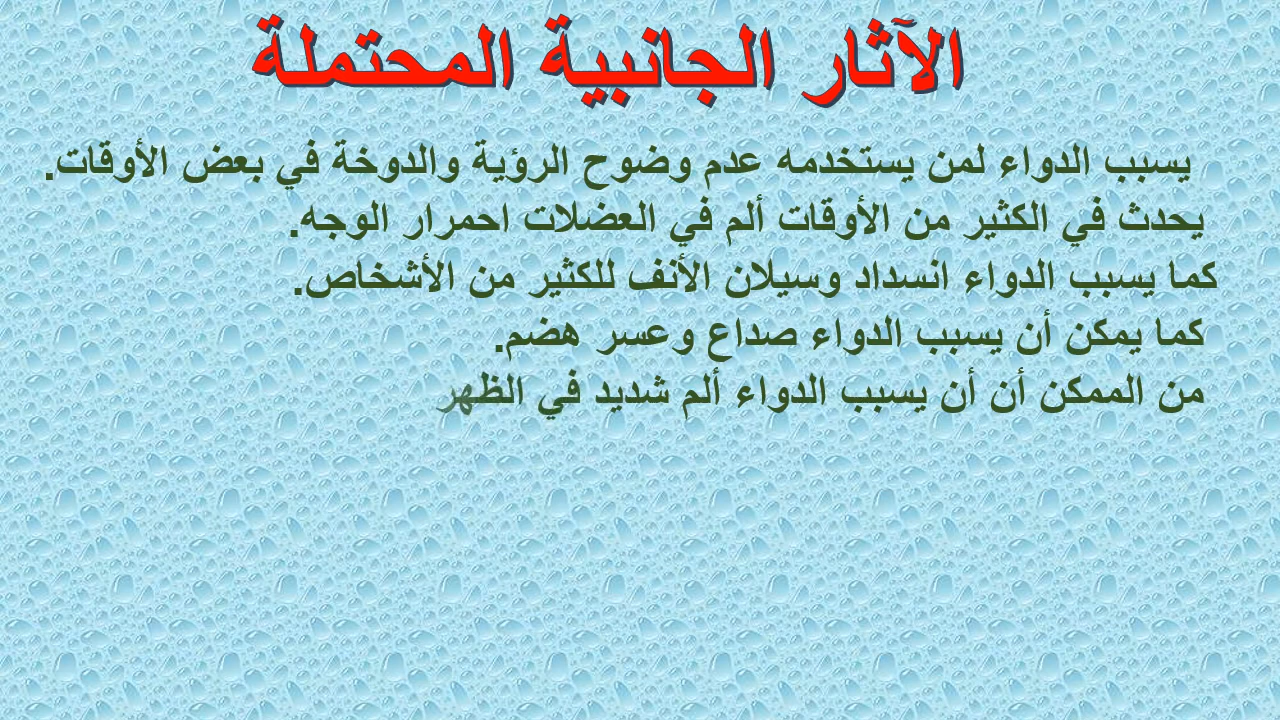 الآثار الجانبية المحتملة
يسبب الدواء لمن يستخدمه عدم وضوح الرؤية والدوخة في بعض الأوقات.
يحدث في الكثير من الأوقات ألم في العضلات احمرار الوجه.
كما يسبب الدواء انسداد وسيلان الأنف للكثير من الأشخاص.
كما يمكن أن يسبب الدواء صداع وعسر هضم.
من الممكن أن أن يسبب الدواء ألم شديد في الظهر